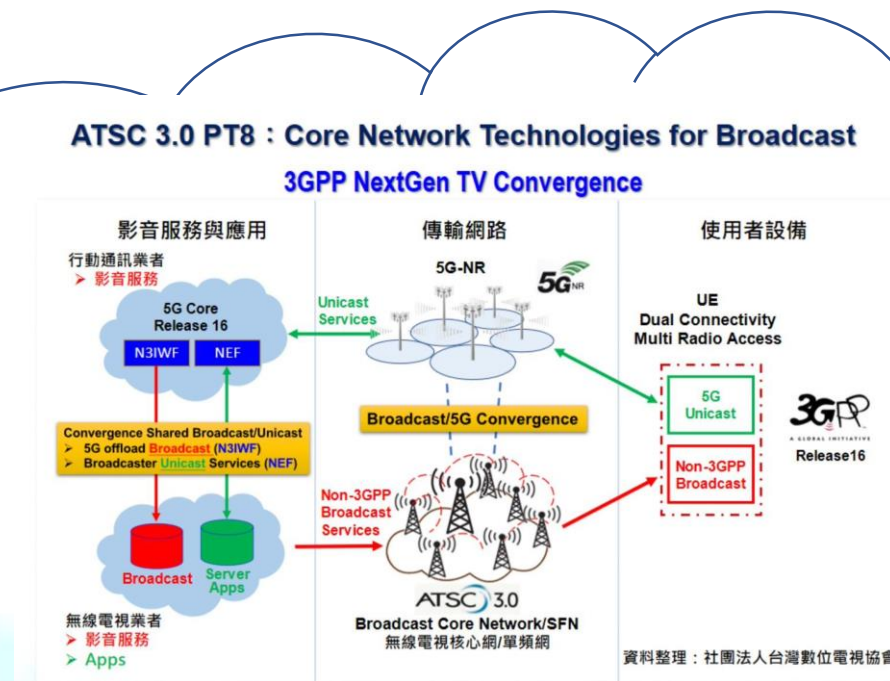 ATSC 3.0 PT8：Core Network Technologies for Broadcast
3GPP NextGen TV Convergence
影音服務與應用
行動通訊業者
➢ 影音服務
5G Core
Release 16
N3IWF
NEF
Convergence Shared Broadcast/Unicast
➢ 5G offload Broadcast (N3IWF)
➢ Broadcaster Unicast Services (NEF)
Broadcast
Server
Apps
無線電視業者
➢ 影音服務
➢ Apps
傳輸網路
5G-NR
5G NR
Unicast
Services
Broadcast/5G Convergence
Non-3GPP
Broadcast
Services
ATSC 3.0
Broadcast Core Network/SFN
無線電視核心網/單頻網
使用者設備
UE
Dual Connectivity
Multi Radio Access
5G
Unicast
Non-3GPP
Broadcast
3GPP
A GLOBAL INITIATIVE
Release16
資料整理：社團法人台灣數位電視協會